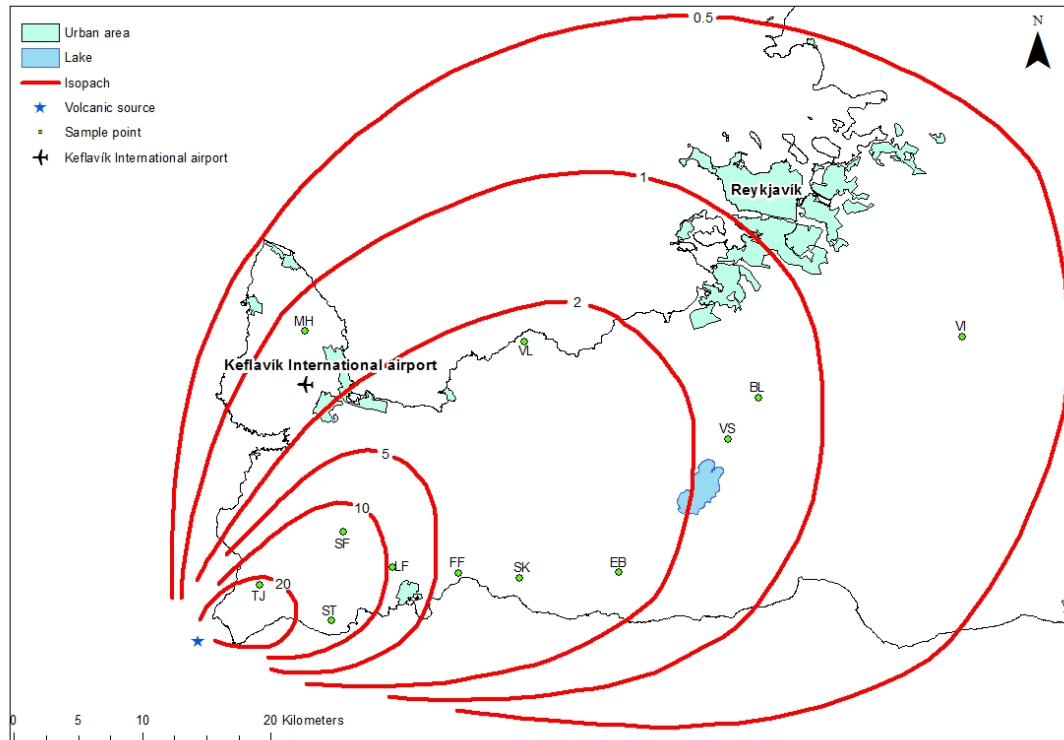 Urban area
Lake
Isopach
Volcanic source
Sample point
Keflavík International airport
N
0.5
1
Reykjavík
2
MH
VL
VI
Keflavík International airport
BL
VS
5
10
SF
LF
FF
SK
EB
20
TJ
ST
0 5 10 20 Kilometers